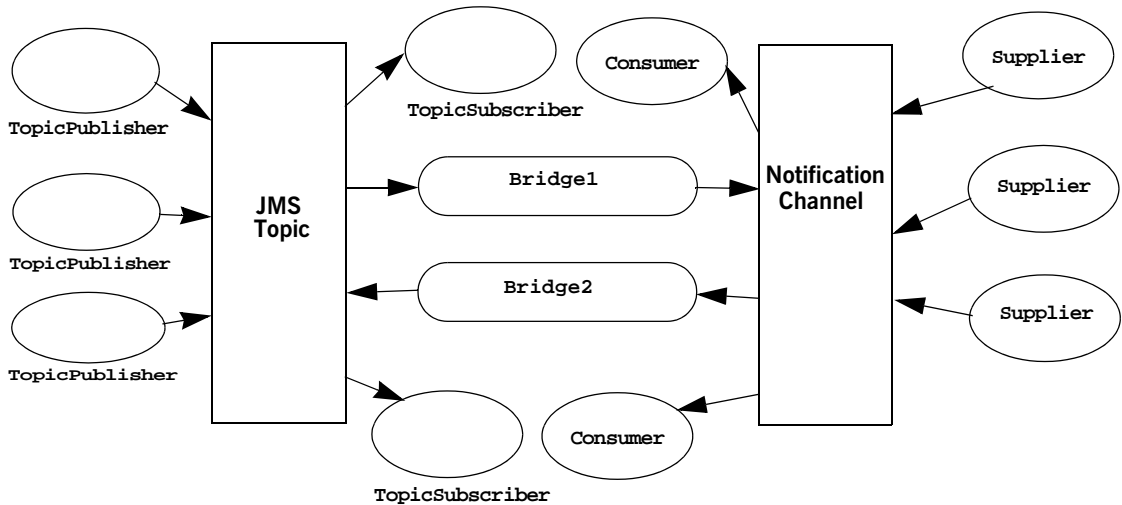 Supplier
Consumer
TopicSubscriber
TopicPublisher
Bridge1
Notification
Channel
Supplier
JMS
Topic
TopicPublisher
Bridge2
Supplier
TopicPublisher
Consumer
TopicSubscriber